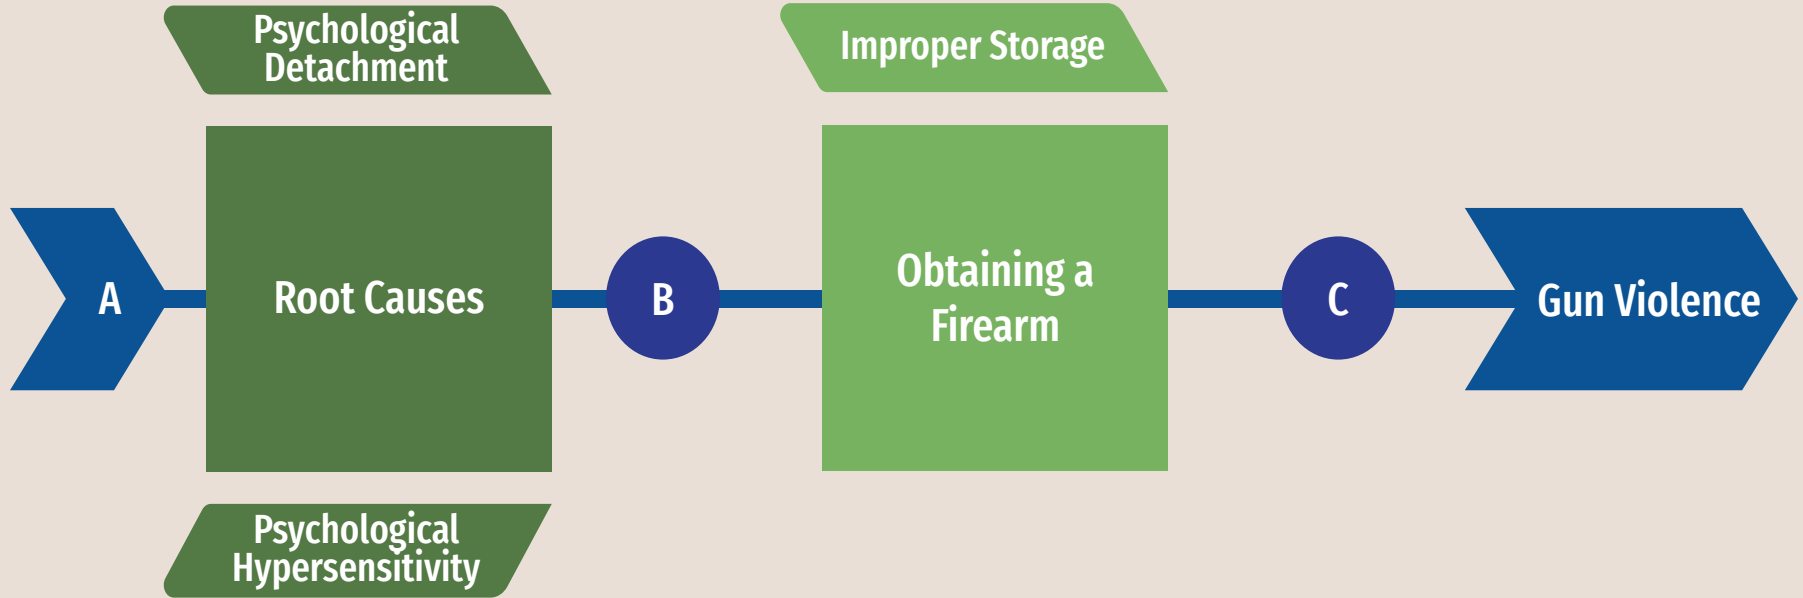 Psychological
Detachment
Improper Storage
A
Root Causes
B
Obtaining a
Firearm
C
Gun Violence
Psychological
Hypersensitivity